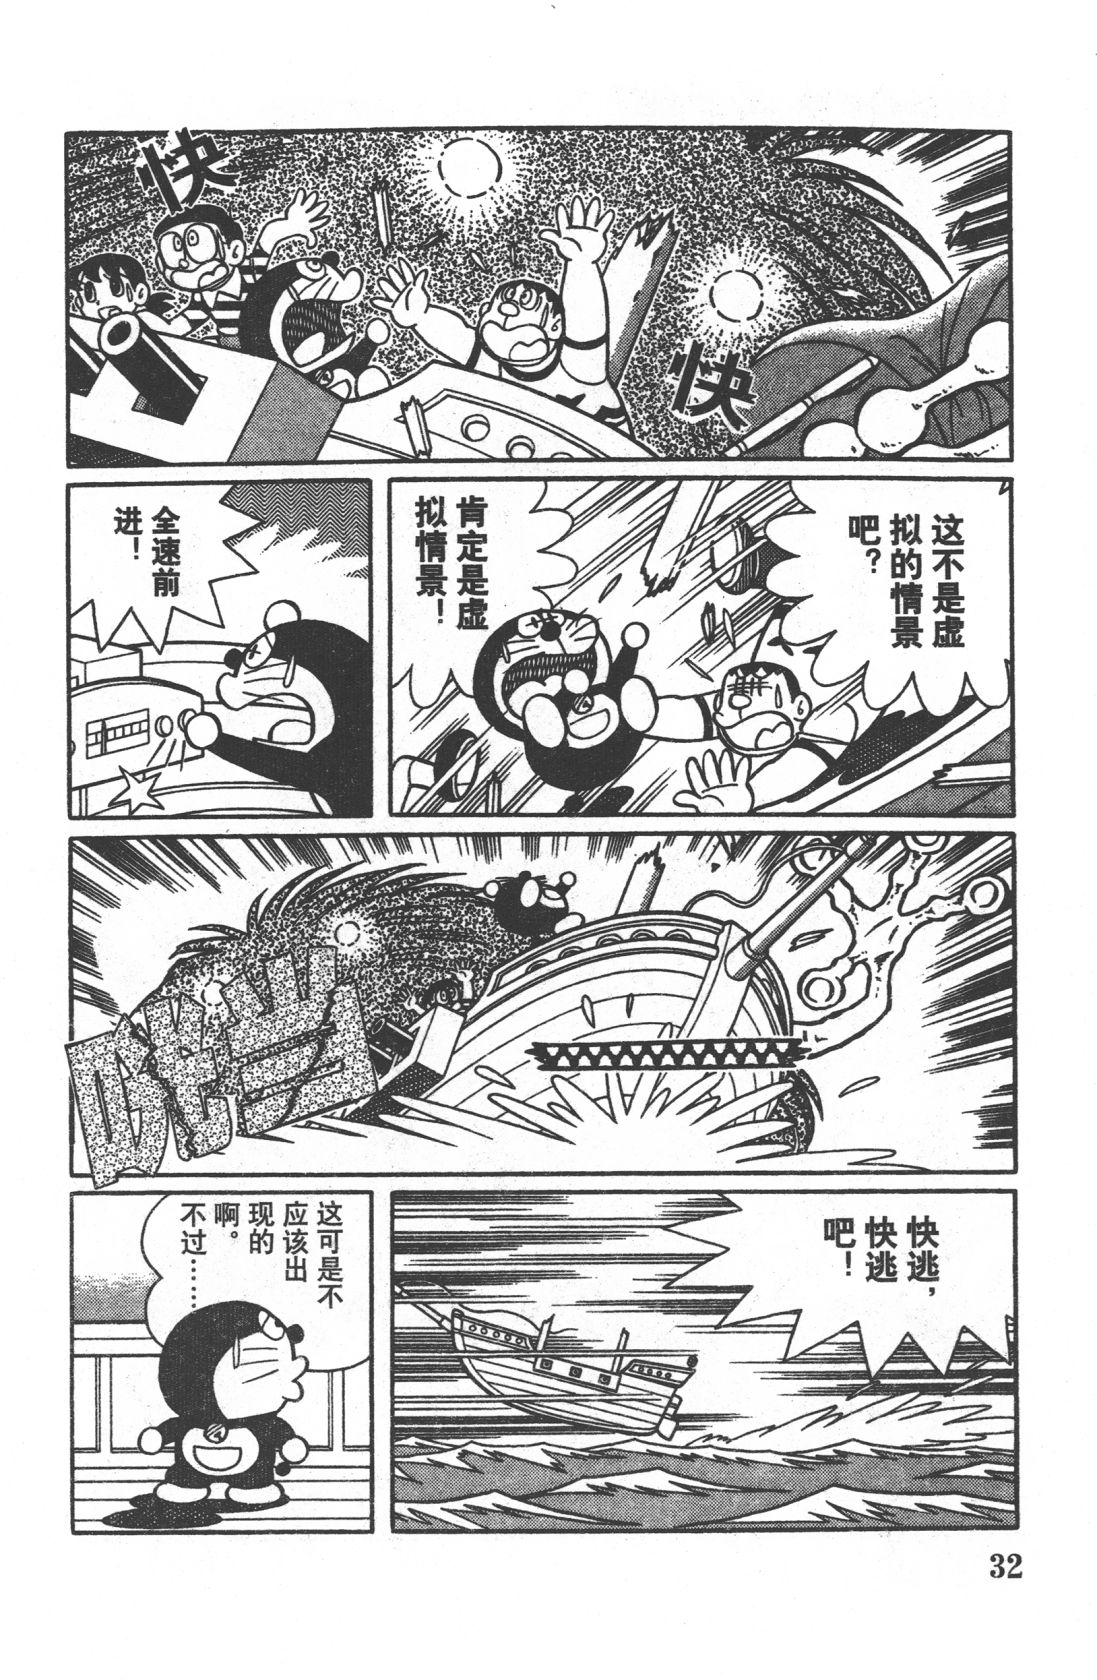 快
快
这不是虚
拟的情景
吧？
肯定是虚
拟情景！
全速前
进！
快逃，
快逃
吧！
这可是不
应该出
现的
啊。
不过……
32